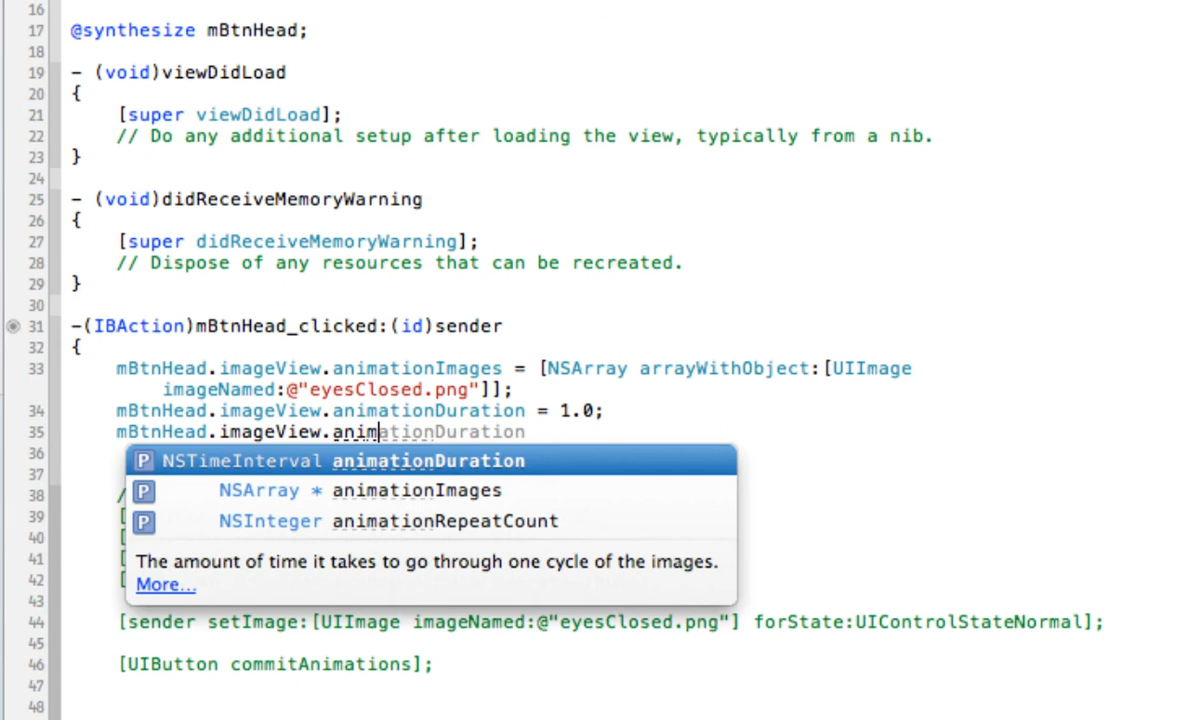 16
17 @synthesize mBtnHead;
18
19 - (void)viewDidLoad
20 {
21 [super viewDidLoad];
22 // Do any additional setup after loading the view, typically from a nib.
23 }
24
25 - (void)didReceiveMemoryWarning
26 {
27 [super didReceiveMemoryWarning];
28 // Dispose of any resources that can be recreated.
29 }
30
31 -(IBAction)mBtnHead_clicked:(id)sender
32 {
33 mBtnHead.imageView.animationImages = [NSArray arrayWithObject:[UIImage
imageNamed:@"eyesClosed.png"]];
34 mBtnHead.imageView.animationDuration = 1.0;
35 mBtnHead.imageView.animationDuration
36
P NSTimeInterval animationDuration
37
38 /
P NSArray * animationImages
39 [
P NSInteger animationRepeatCount
40 [
41 [
The amount of time it takes to go through one cycle of the images.
42 [
More...
43
44 [sender setImage:[UIImage imageNamed:@"eyesClosed.png"] forState:UIControlStateNormal];
45
46 [UIButton commitAnimations];
47
48